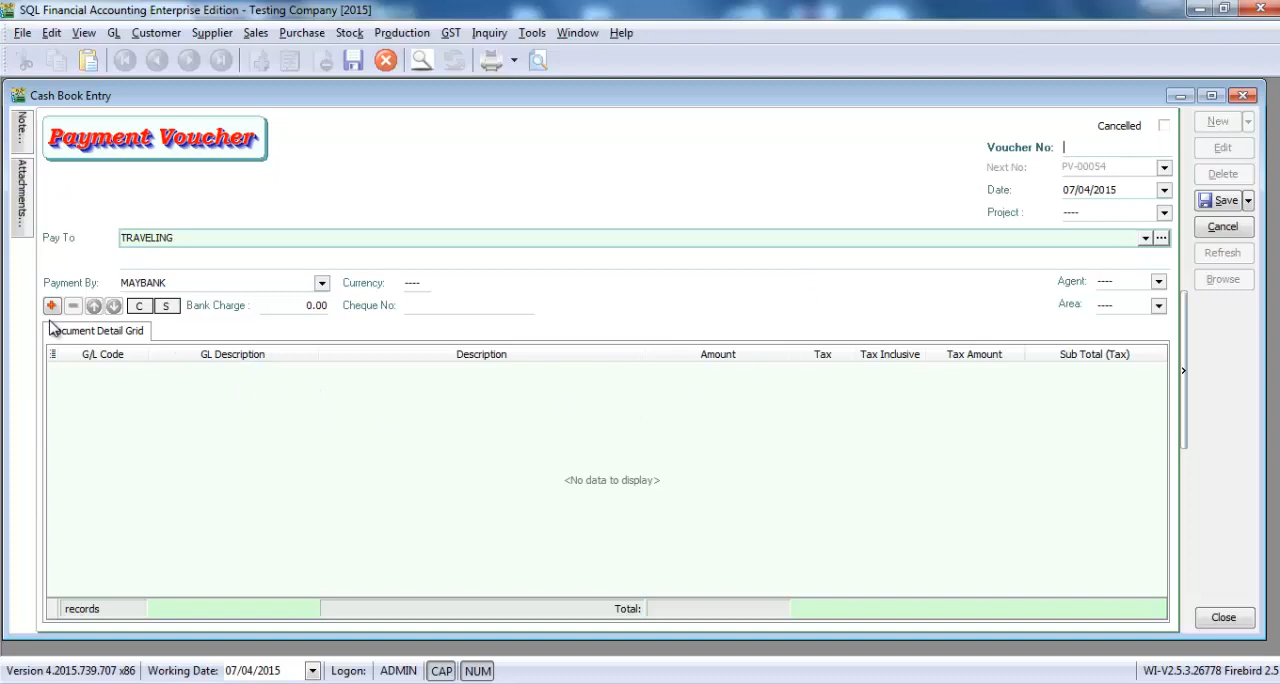 SQL Financial Accounting Enterprise Edition - Testing Company [2015]
File Edit View GL Customer Supplier Sales Purchase Stock Production GST Inquiry Tools Window Help
Cash Book Entry
Note...
Attachments...
Payment Voucher
Cancelled
Voucher No:
Next No: PV-00054
Date: 07/04/2015
Project : ----
Pay To TRAVELING
Payment By: MAYBANK Currency: ---- Agent: ----
C S Bank Charge : 0.00 Cheque No: Area: ----
Document Detail Grid
G/L Code GL Description Description Amount Tax Tax Inclusive Tax Amount Sub Total (Tax)
<No data to display>
records Total:
New
Edit
Delete
Save
Cancel
Refresh
Browse
Close
Version 4.2015.739.707 x86 Working Date: 07/04/2015 Logon: ADMIN CAP NUM WI-V2.5.3.26778 Firebird 2.5